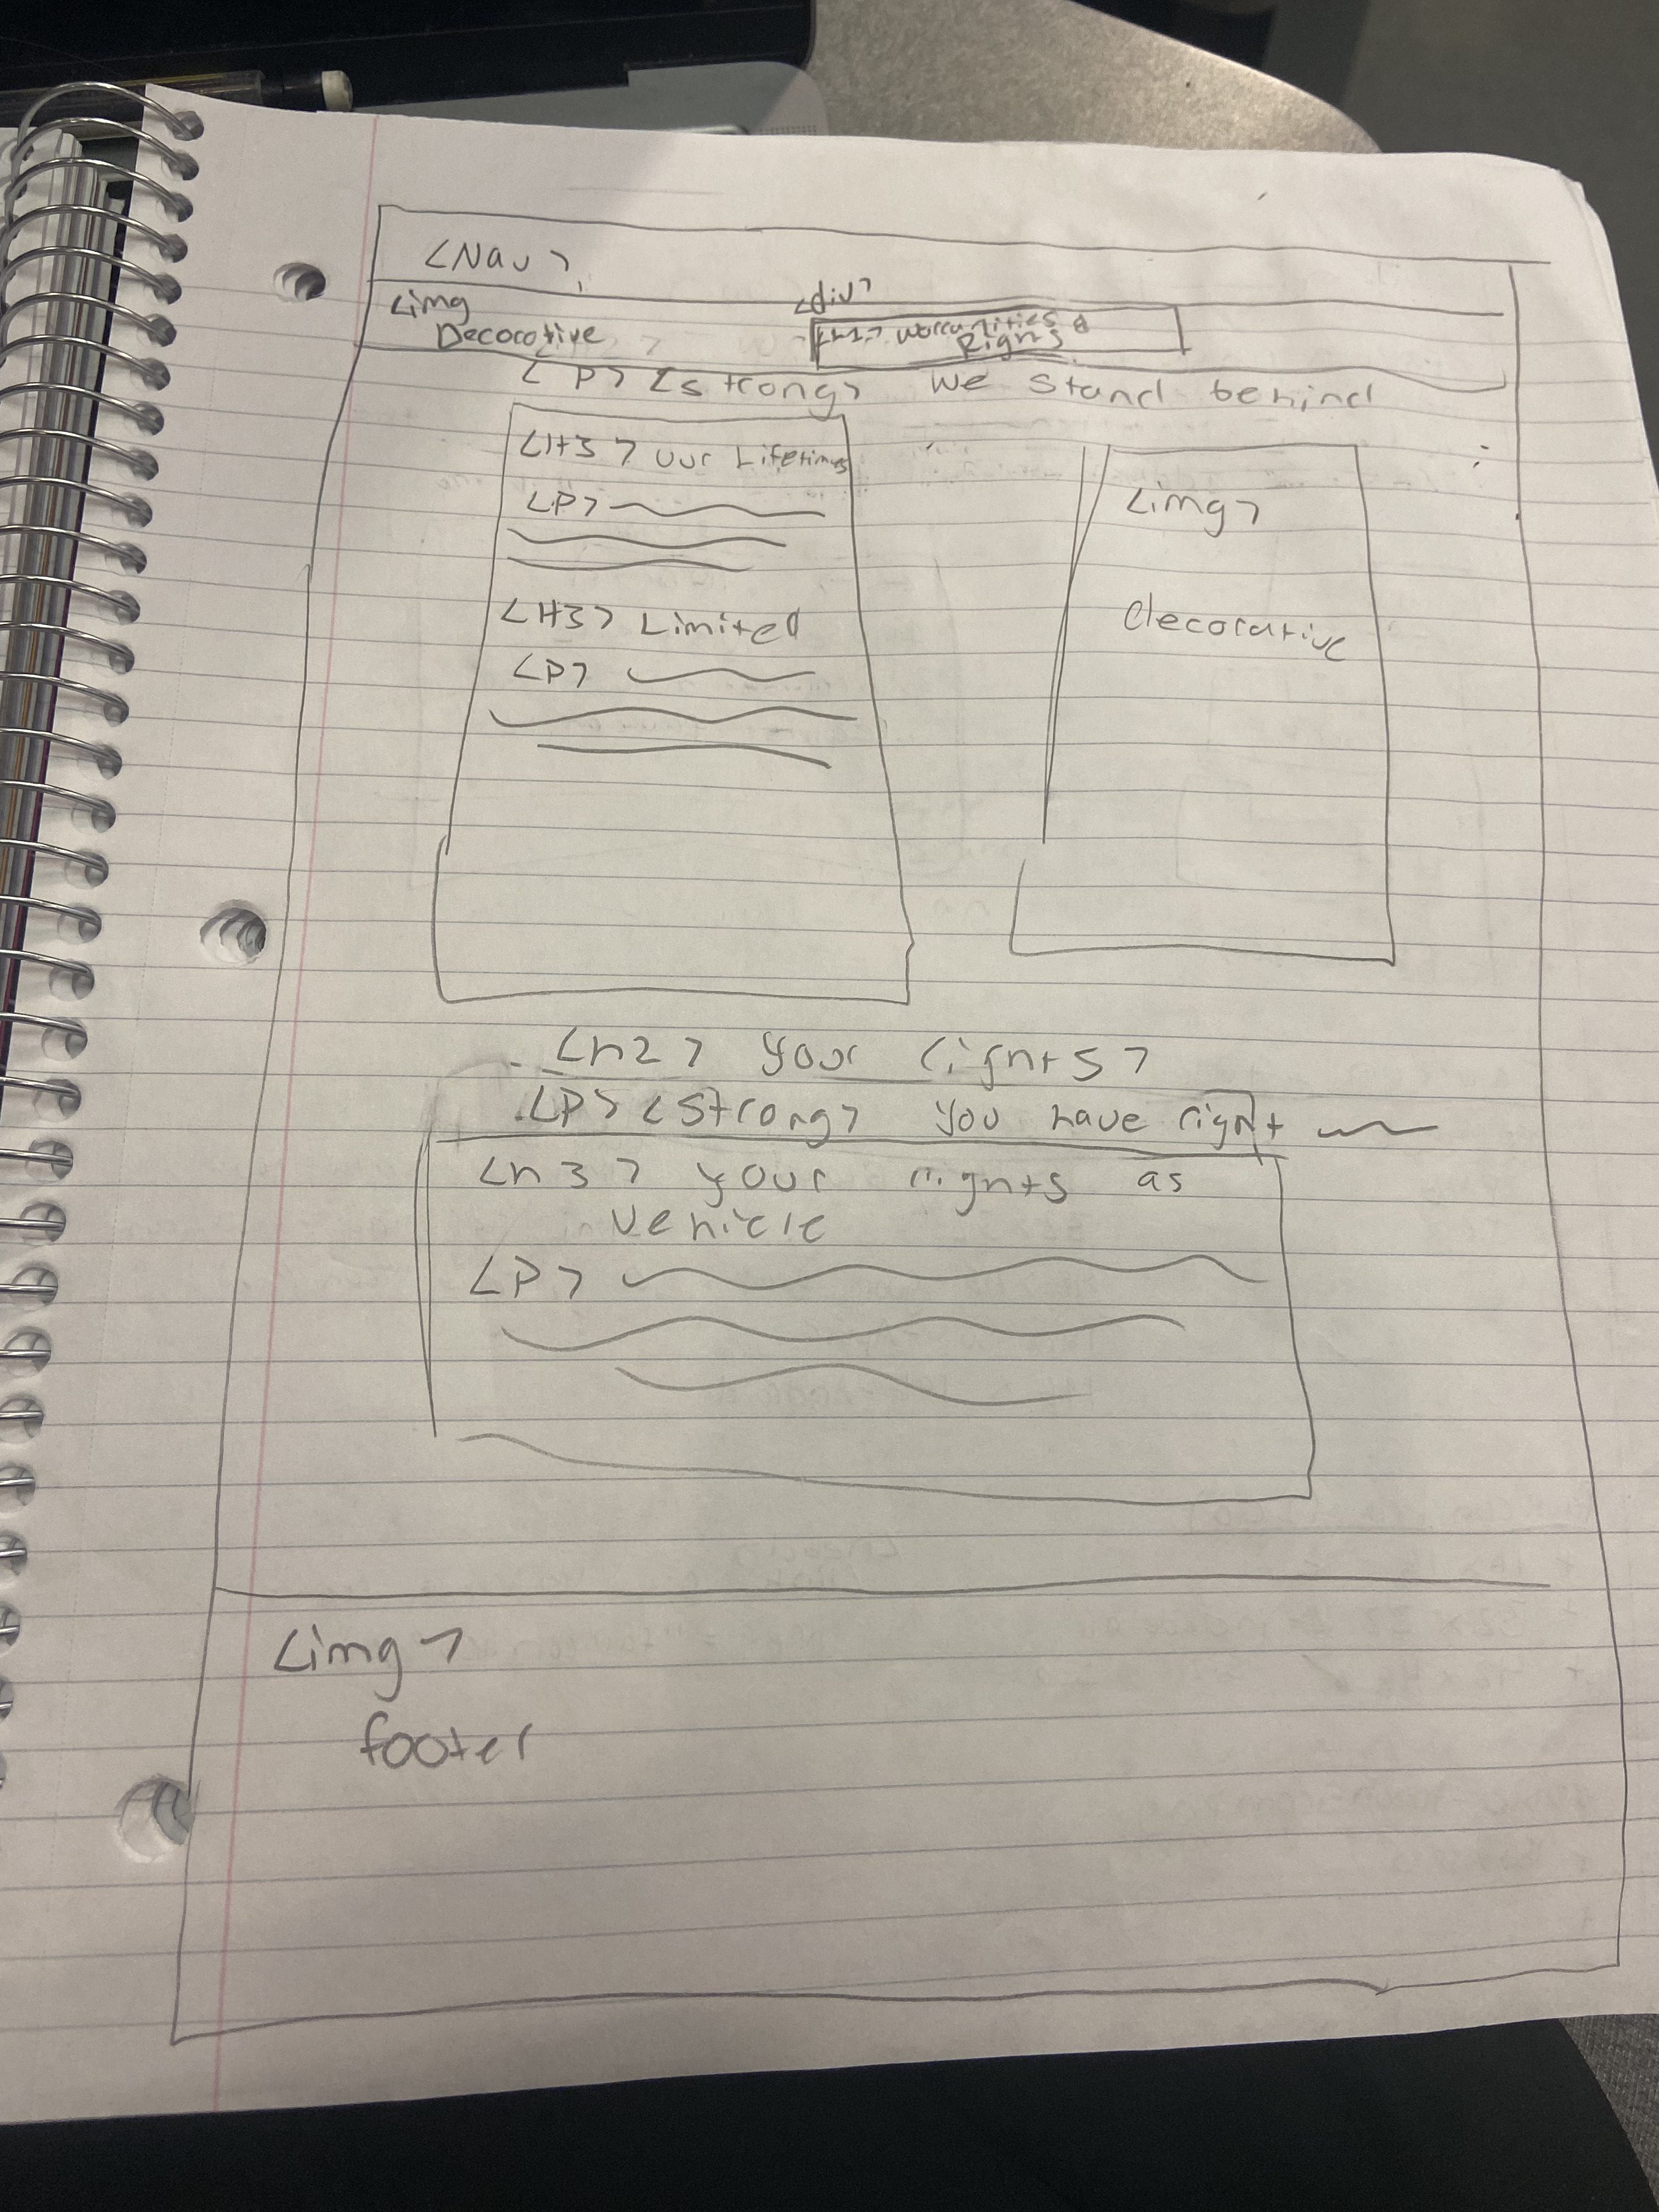 <Nav>
<img
Decorative
<div>
<h1> Warranties &
Rights
<P> <strong> We stand behind
<H3> Our Lifetimes
<P>
<H3> Limited
<P>
<img>
decorative
<h2> your rights>
<P> <strong> you have right
<h3> your rights as
vehicle
<P>
<img>
footer